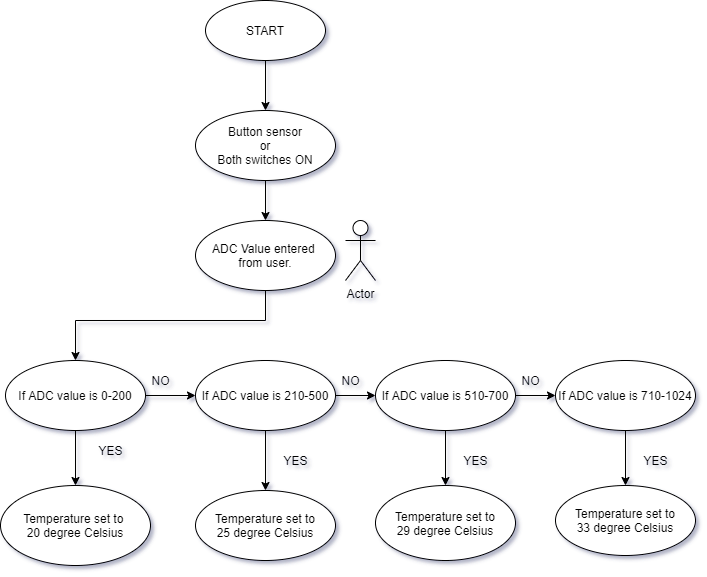 START
Button sensor
or
Both switches ON
ADC Value entered
from user.
Actor
If ADC value is 0-200
NO
If ADC value is 210-500
NO
If ADC value is 510-700
NO
If ADC value is 710-1024
YES
YES
YES
YES
Temperature set to
20 degree Celsius
Temperature set to
25 degree Celsius
Temperature set to
29 degree Celsius
Temperature set to
33 degree Celsius